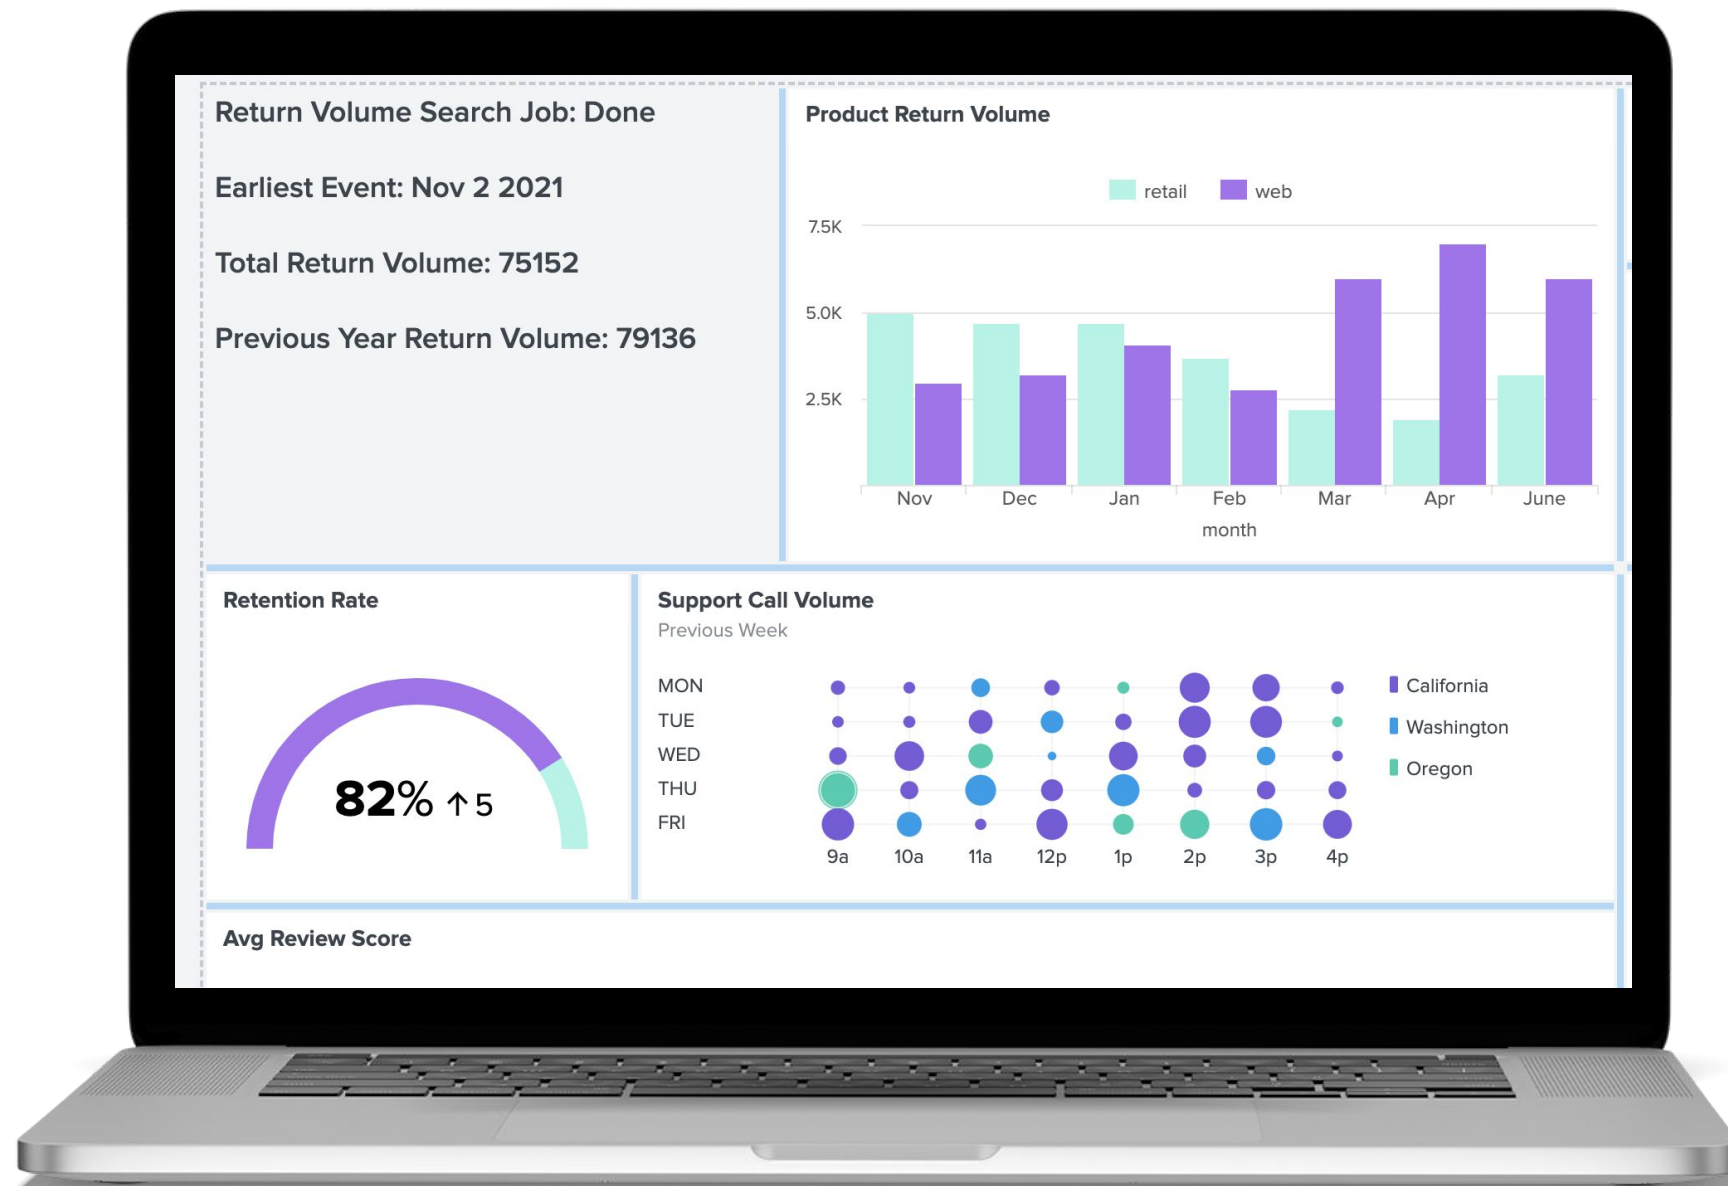 Return Volume Search Job: Done
Earliest Event: Nov 2 2021
Total Return Volume: 75152
Previous Year Return Volume: 79136
Product Return Volume
retail
web
7.5K
5.0K
2.5K
Nov Dec Jan Feb Mar Apr June
month
Retention Rate
82% ↑5
Support Call Volume
Previous Week
MON
TUE
WED
THU
FRI
9a 10a 11a 12p 1p 2p 3p 4p
California
Washington
Oregon
Avg Review Score